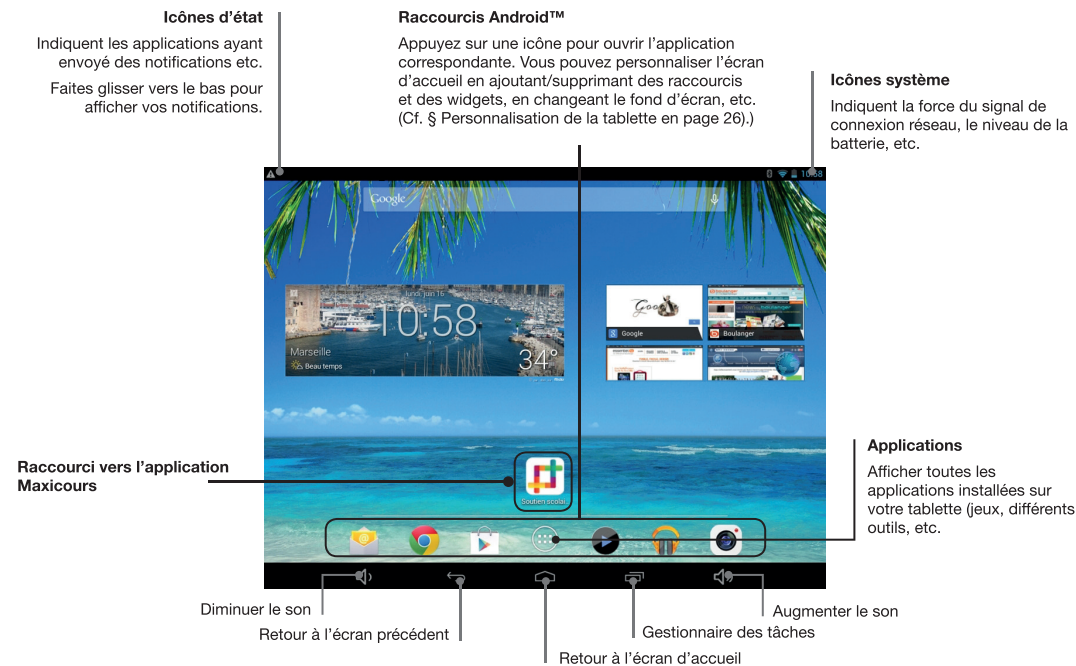 Icônes d'état
Indiquent les applications ayant
envoyé des notifications etc.
Faites glisser vers le bas pour
afficher vos notifications.
Raccourcis Android™
Appuyez sur une icône pour ouvrir l'application
correspondante. Vous pouvez personnaliser l'écran
d'accueil en ajoutant/supprimant des raccourcis
et des widgets, en changeant le fond d'écran, etc.
(Cf. § Personnalisation de la tablette en page 26).)
Icônes système
Indiquent la force du signal de
connexion réseau, le niveau de la
batterie, etc.
10:58
Google
lundi, juin 16
10:58
Marseille
Beau temps
34°
Google
Boulanger
Raccourci vers l'application
Maxicours
Soutien scolai
Applications
Afficher toutes les
applications installées sur
votre tablette (jeux, différents
outils, etc.
Diminuer le son
Retour à l'écran précédent
Retour à l'écran d'accueil
Gestionnaire des tâches
Augmenter le son